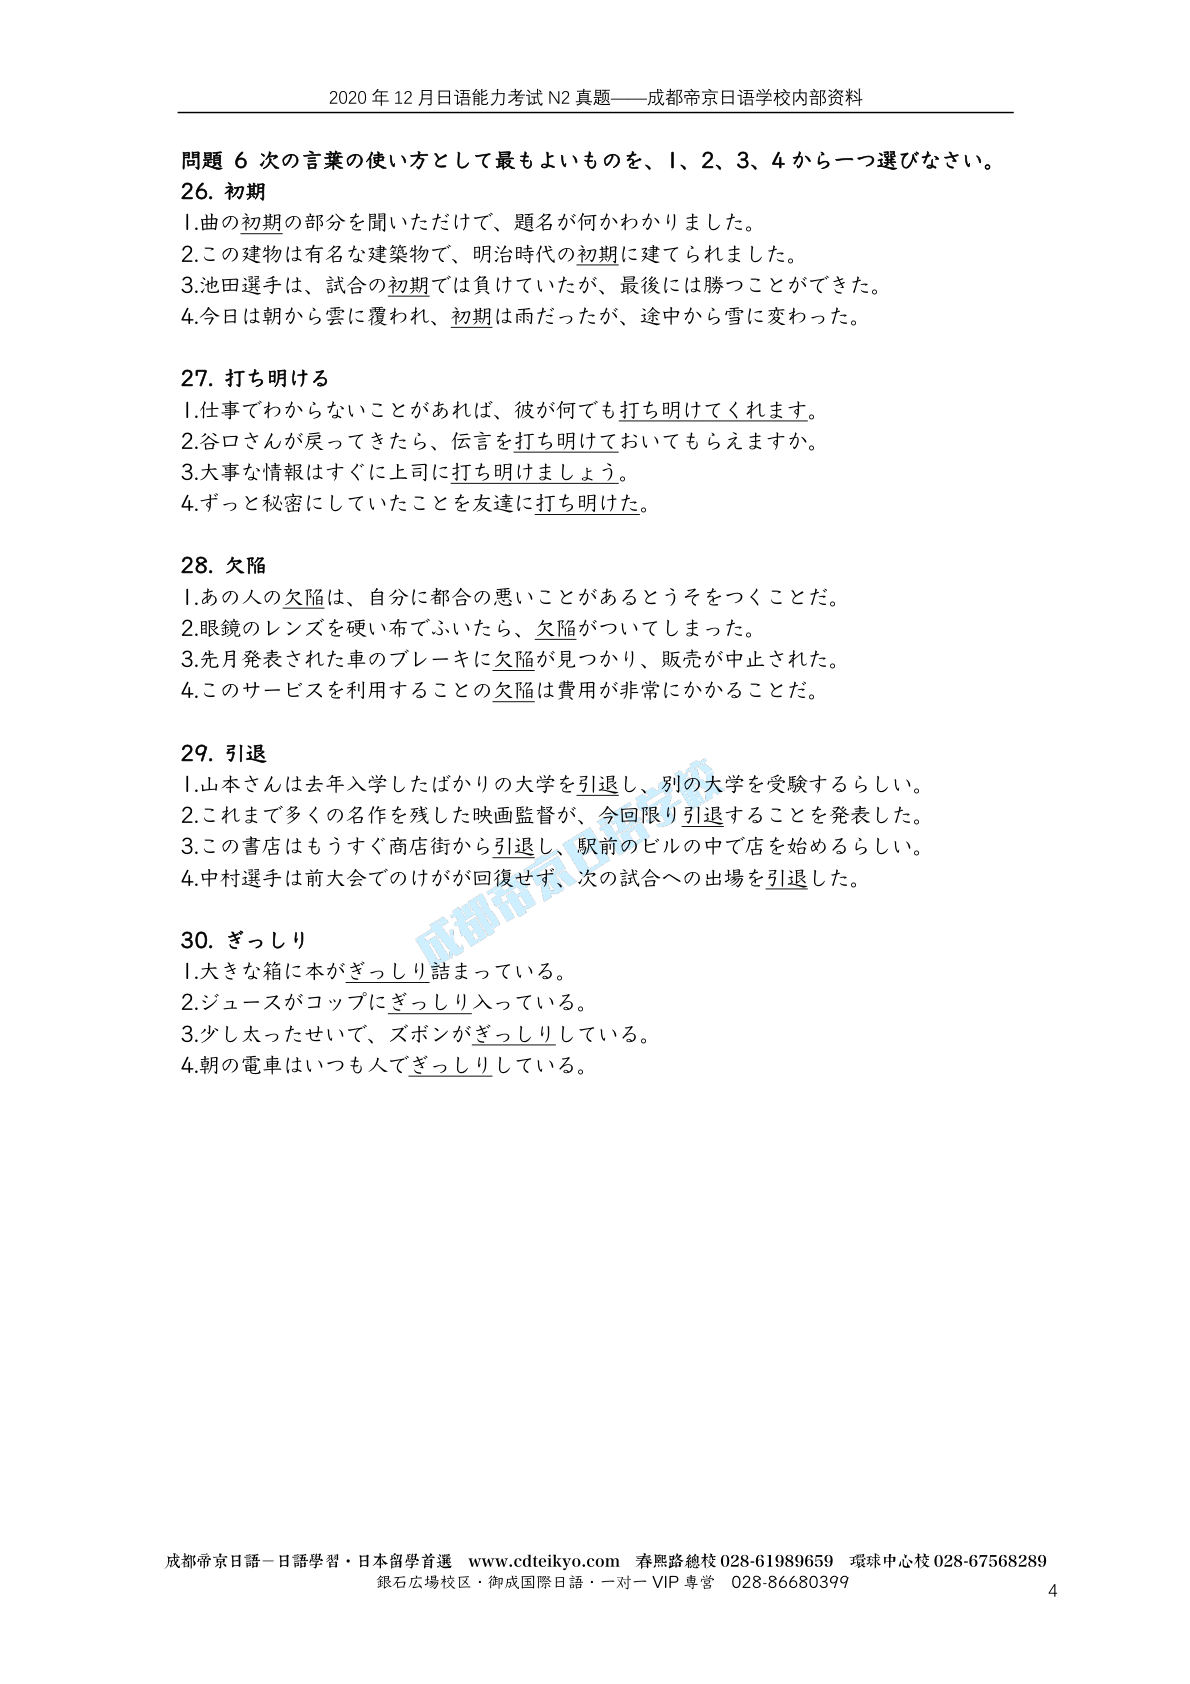 2020 年 12 月日语能力考试 N2 真题——成都帝京日语学校内部资料
問題 6 次の言葉の使い方として最もよいものを、1、2、3、4 から一つ選びなさい。
26. 初期
1.曲の初期の部分を聞いただけで、題名が何かわかりました。
2.この建物は有名な建築物で、明治時代の初期に建てられました。
3.池田選手は、試合の初期では負けていたが、最後には勝つことができた。
4.今日は朝から雲に覆われ、初期は雨だったが、途中から雪に変わった。
27. 打ち明ける
1.仕事でわからないことがあれば、彼が何でも打ち明けてくれます。
2.谷口さんが戻ってきたら、伝言を打ち明けておいてもらえますか。
3.大事な情報はすぐに上司に打ち明けましょう。
4.ずっと秘密にしていたことを友達に打ち明けた。
28. 欠陥
1.あの人の欠陥は、自分に都合の悪いことがあるとうそをつくことだ。
2.眼鏡のレンズを硬い布でふいたら、欠陥がついてしまった。
3.先月発表された車のブレーキに欠陥が見つかり、販売が中止された。
4.このサービスを利用することの欠陥は費用が非常にかかることだ。
29. 引退
1.山本さんは去年入学したばかりの大学を引退し、別の大学を受験するらしい。
2.これまで多くの名作を残した映画監督が、今回限り引退することを発表した。
3.この書店はもうすぐ商店街から引退し、駅前のビルの中で店を始めるらしい。
4.中村選手は前大会でのけがが回復せず、次の試合への出場を引退した。
成都帝京日语学校
30. ぎっしり
1.大きな箱に本がぎっしり詰まっている。
2.ジュースがコップにぎっしり入っている。
3.少し太ったせいで、ズボンがぎっしりしている。
4.朝の電車はいつも人でぎっしりしている。
成都帝京日語－日語學習・日本留學首選 www.cdteikyo.com 春熙路總校 028-61989659 環球中心校 028-67568289
銀石広場校区・御成国際日語・一对一 VIP 専営 028-86680399
4